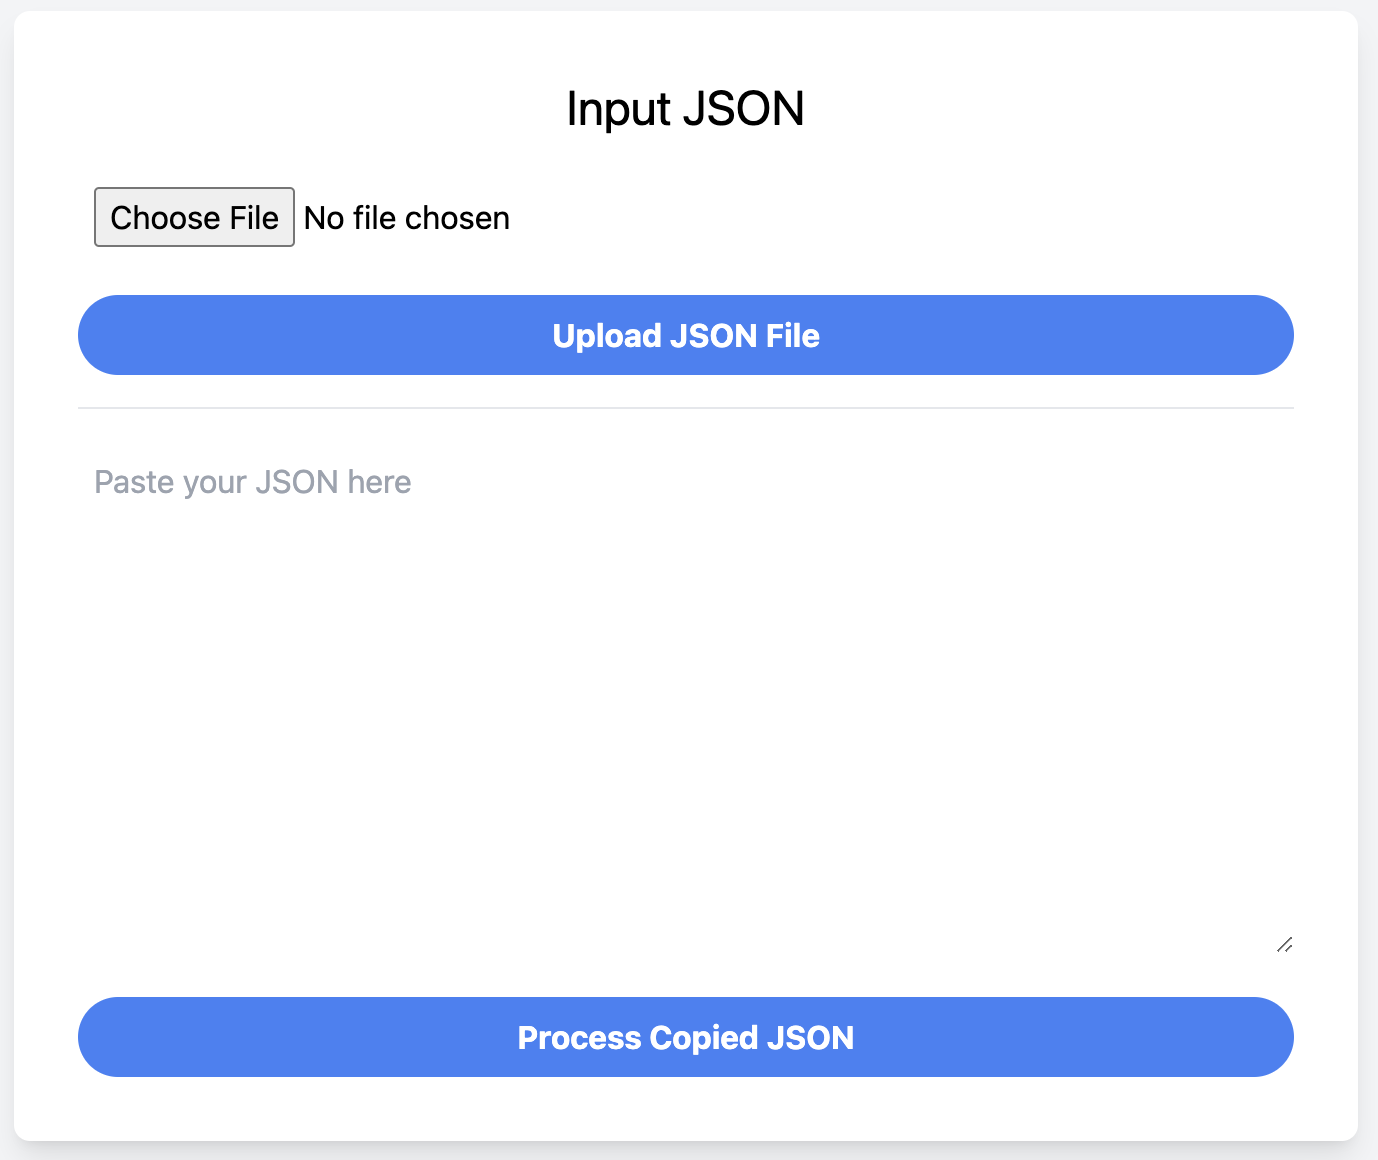 Input JSON
Choose File No file chosen
Upload JSON File
Paste your JSON here
Process Copied JSON